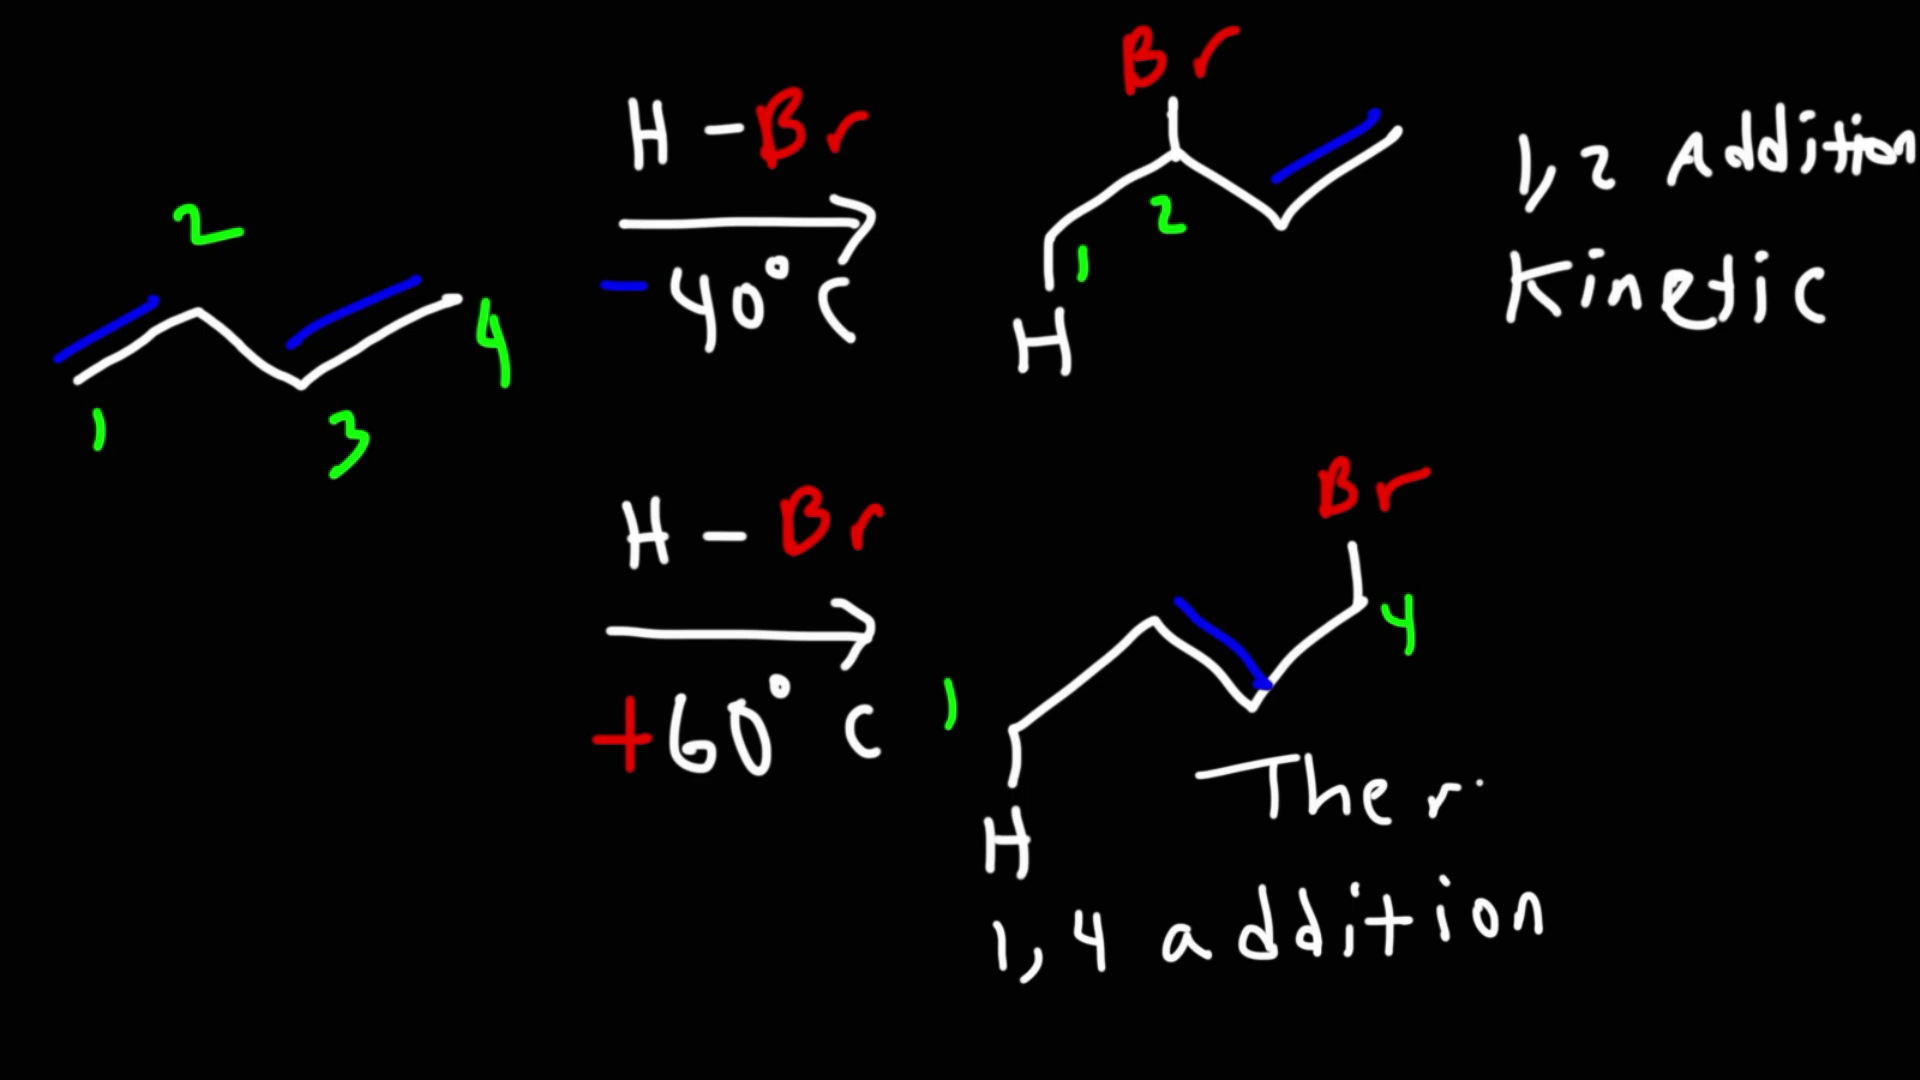 H-Br
-40°C
Br
2
1
H
1,2 Addition
Kinetic
2
4
1
3
H-Br
+60°C
Br
4
1
H
Ther
1,4 addition